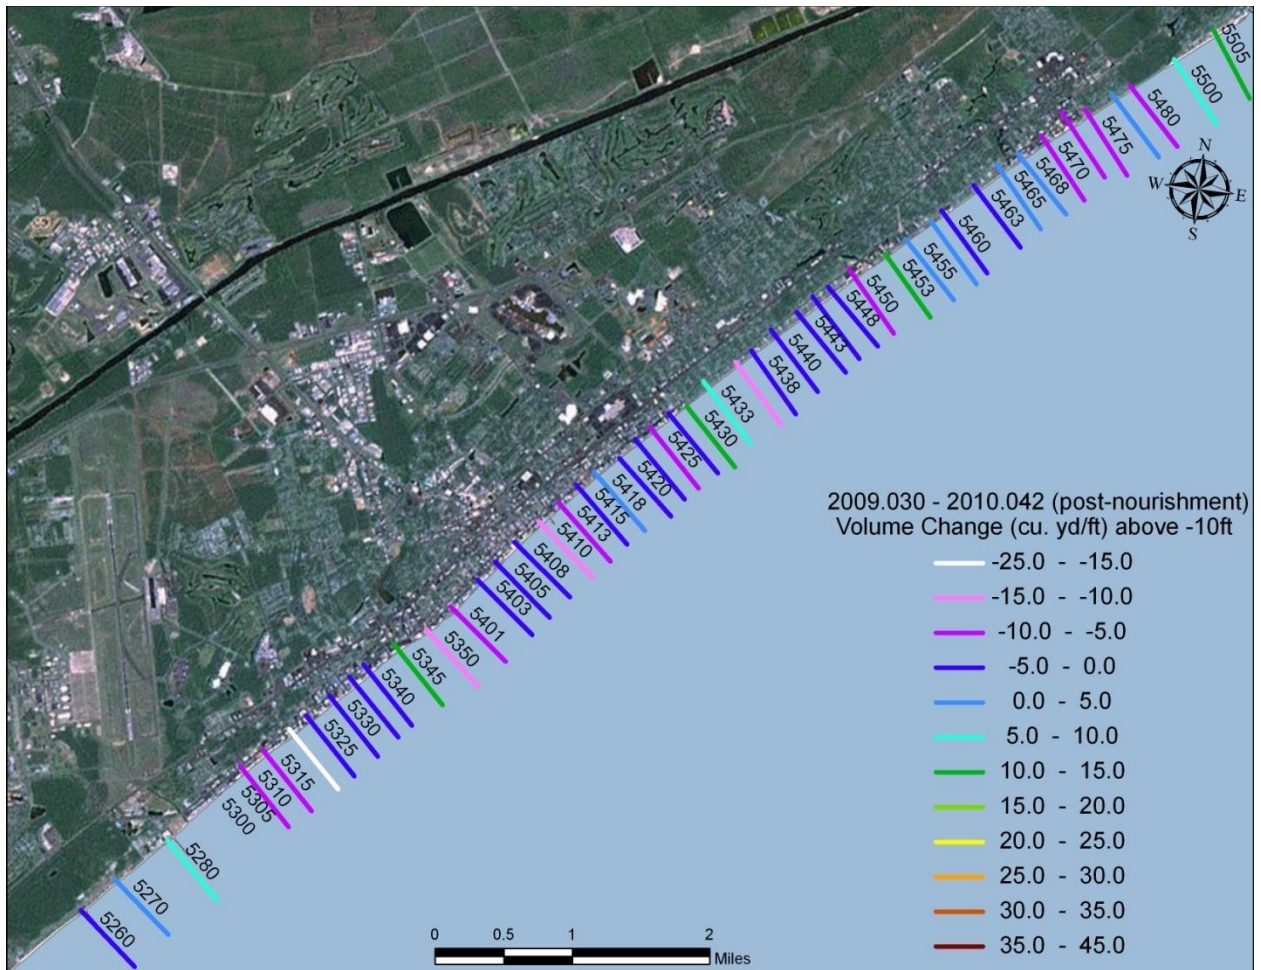 5505
5500
5480
5475
5470
5468
5465
5463
5460
5455
5453
5450
5448
5443
5440
5438
5433
5430
5425
5420
5418
5415
5413
5410
5408
5405
5403
5401
5350
5345
5340
5330
5325
5315
5310
5305
5300
5280
5270
5260
N
W
E
S
2009.030 - 2010.042 (post-nourishment)
Volume Change (cu. yd/ft) above -10ft
-25.0 - -15.0
-15.0 - -10.0
-10.0 - -5.0
-5.0 - 0.0
0.0 - 5.0
5.0 - 10.0
10.0 - 15.0
15.0 - 20.0
20.0 - 25.0
25.0 - 30.0
30.0 - 35.0
35.0 - 45.0
0 0.5 1 2
Miles